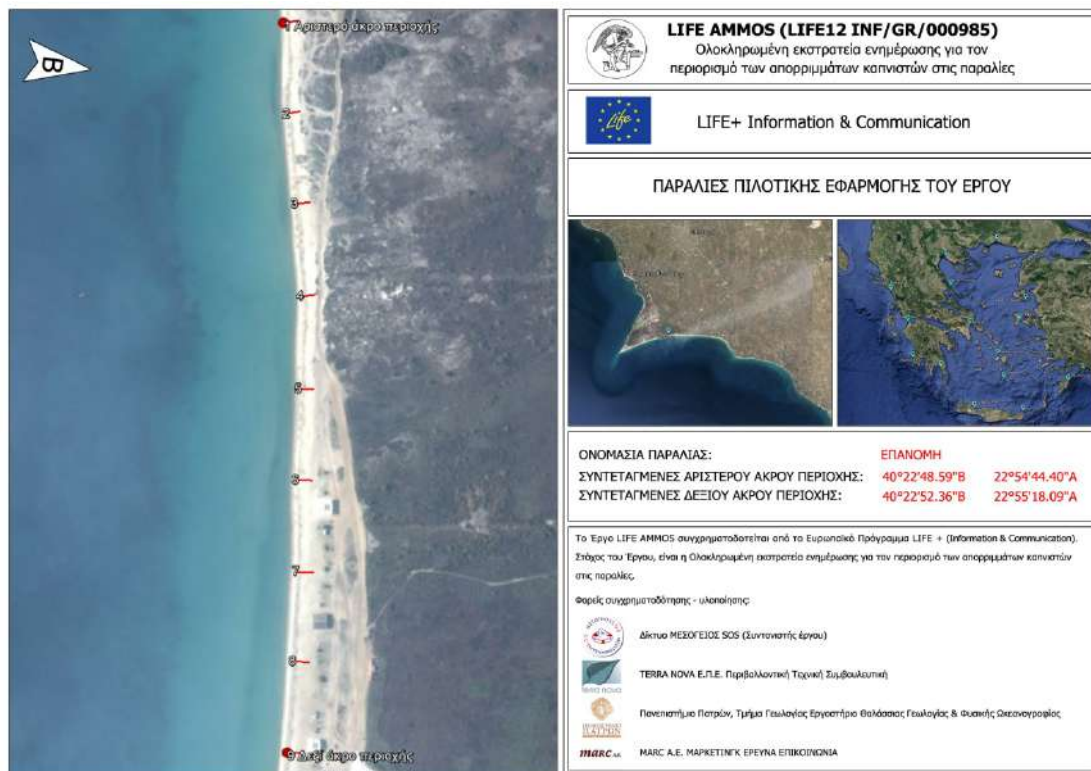 1 Αριστερό άκρο περιοχής
B
2
3
4
5
6
7
8
9 Δεξί άκρο περιοχής
LIFE AMMOS (LIFE12 INF/GR/000985)
Ολοκληρωμένη εκστρατεία ενημέρωσης για τον
περιορισμό των απορριμμάτων καπνιστών στις παραλίες
Life
LIFE+ Information & Communication
ΠΑΡΑΛΙΕΣ ΠΙΛΟΤΙΚΗΣ ΕΦΑΡΜΟΓΗΣ ΤΟΥ ΕΡΓΟΥ
ΟΝΟΜΑΣΙΑ ΠΑΡΑΛΙΑΣ: ΕΠΑΝΟΜΗ
ΣΥΝΤΕΤΑΓΜΕΝΕΣ ΑΡΙΣΤΕΡΟΥ ΑΚΡΟΥ ΠΕΡΙΟΧΗΣ: 40°22'48.59"Β 22°54'44.40"Α
ΣΥΝΤΕΤΑΓΜΕΝΕΣ ΔΕΞΙΟΥ ΑΚΡΟΥ ΠΕΡΙΟΧΗΣ: 40°22'52.36"Β 22°55'18.09"Α
Το Έργο LIFE AMMOS συγχρηματοδοτείται από το Ευρωπαϊκό Πρόγραμμα LIFE + (Information & Communication).
Στόχος του Έργου, είναι η Ολοκληρωμένη εκστρατεία ενημέρωσης για τον περιορισμό των απορριμμάτων καπνιστών
στις παραλίες.
Φορείς συγχρηματοδότησης - υλοποίησης:
Δίκτυο ΜΕΣΟΓΕΙΟΣ SOS (Συντονιστής έργου)
TERRA NOVA
TERRA NOVA Ε.Π.Ε. Περιβαλλοντική Τεχνική Συμβουλευτική
ΠΑΝΕΠΙΣΤΗΜΙΟ
ΠΑΤΡΩΝ
Πανεπιστήμιο Πατρών, Τμήμα Γεωλογίας Εργαστήριο Θαλάσσιας Γεωλογίας & Φυσικής Ωκεανογραφίας
marc A.E.
MARC A.E. ΜΑΡΚΕΤΙΝΓΚ ΕΡΕΥΝΑ ΕΠΙΚΟΙΝΩΝΙΑ